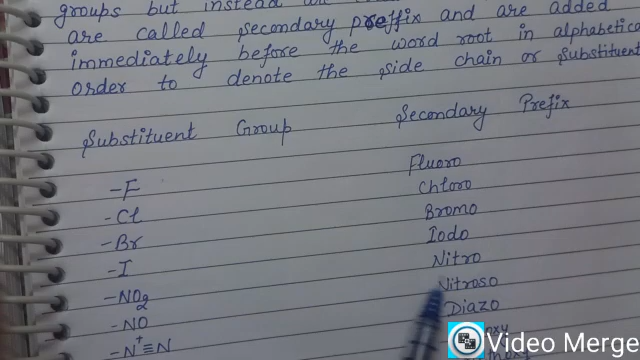 groups but instead
are called secondary preffix and are added
immediately before the word root in alphabetica
order to denote the side chain or substituent
Substituent Group Secondary Prefix
-F Fluoro
-Cl Chloro
-Br Bromo
-I Iodo
-NO2 Nitro
-NO Nitroso
-N+≡N Diazo
Video Merge